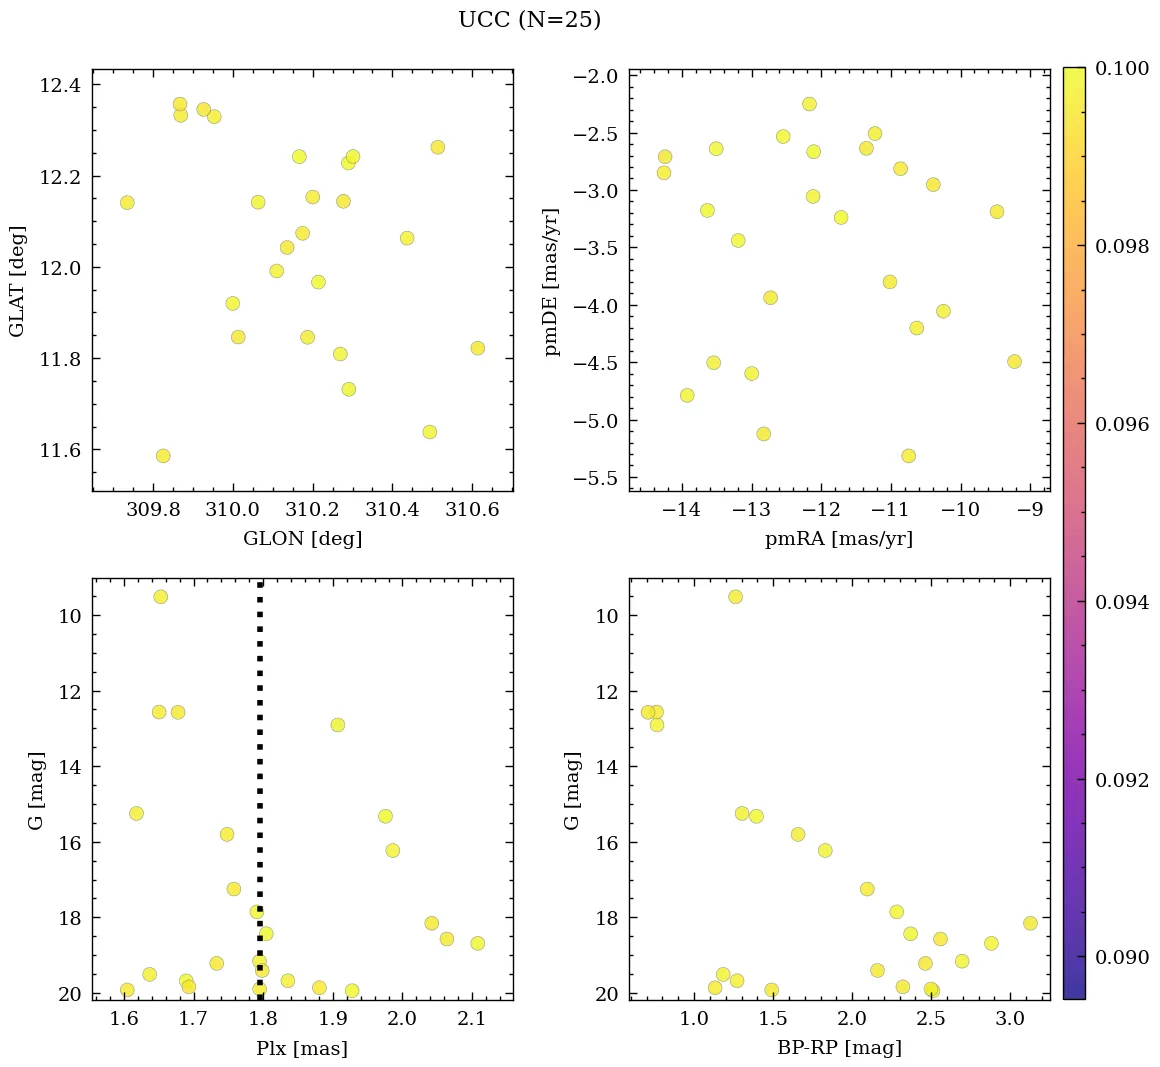 UCC (N=25)
12.4
12.2
12.0
11.8
11.6
GLAT [deg]
309.8 310.0 310.2 310.4 310.6
GLON [deg]
−2.0
−2.5
−3.0
−3.5
−4.0
−4.5
−5.0
−5.5
pmDE [mas/yr]
−14 −13 −12 −11 −10 −9
pmRA [mas/yr]
0.100
0.098
0.096
0.094
0.092
0.090
10
12
14
16
18
20
G [mag]
1.6 1.7 1.8 1.9 2.0 2.1
Plx [mas]
10
12
14
16
18
20
G [mag]
1.0 1.5 2.0 2.5 3.0
BP-RP [mag]